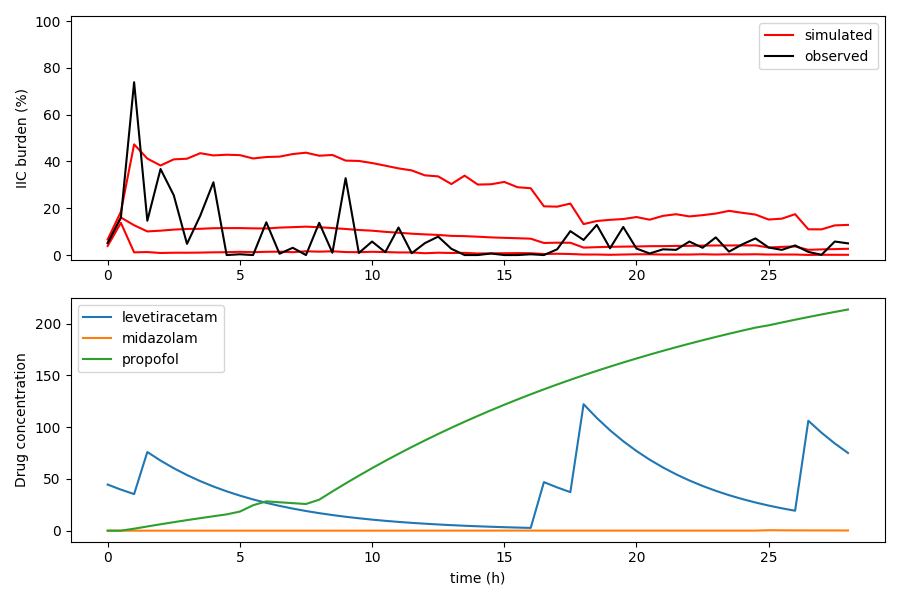 100
80
60
40
20
0
IIC burden (%)
simulated
observed
0
5
10
15
20
25
200
150
100
50
0
Drug concentration
levetiracetam
midazolam
propofol
0
5
10
15
20
25
time (h)